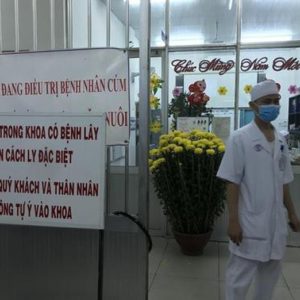 Chúc Mừng Năm Mới
ĐANG ĐIỀU TRỊ BỆNH NHÂN CÚM
NUÔI
TRONG KHOA CÓ BỆNH LÂY
CÁCH LY ĐẶC BIỆT
QUÝ KHÁCH VÀ THÂN NHÂN
TỰ Ý VÀO KHOA